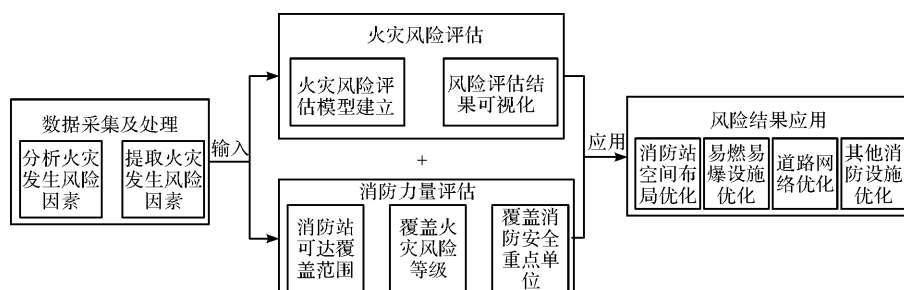 数据采集及处理
分析火灾
发生风险
因素
提取火灾
发生风险
因素
输入
火灾风险评估
火灾风险评
估模型建立
风险评估结
果可视化
+
消防力量评估
消防站
可达覆
盖范围
覆盖火
灾风险
等级
覆盖消
防安全
重点单
位
应用
风险结果应用
消防站
空间布
局优化
易燃易
爆设施
优化
道路网
络优化
其他消
防设施
优化